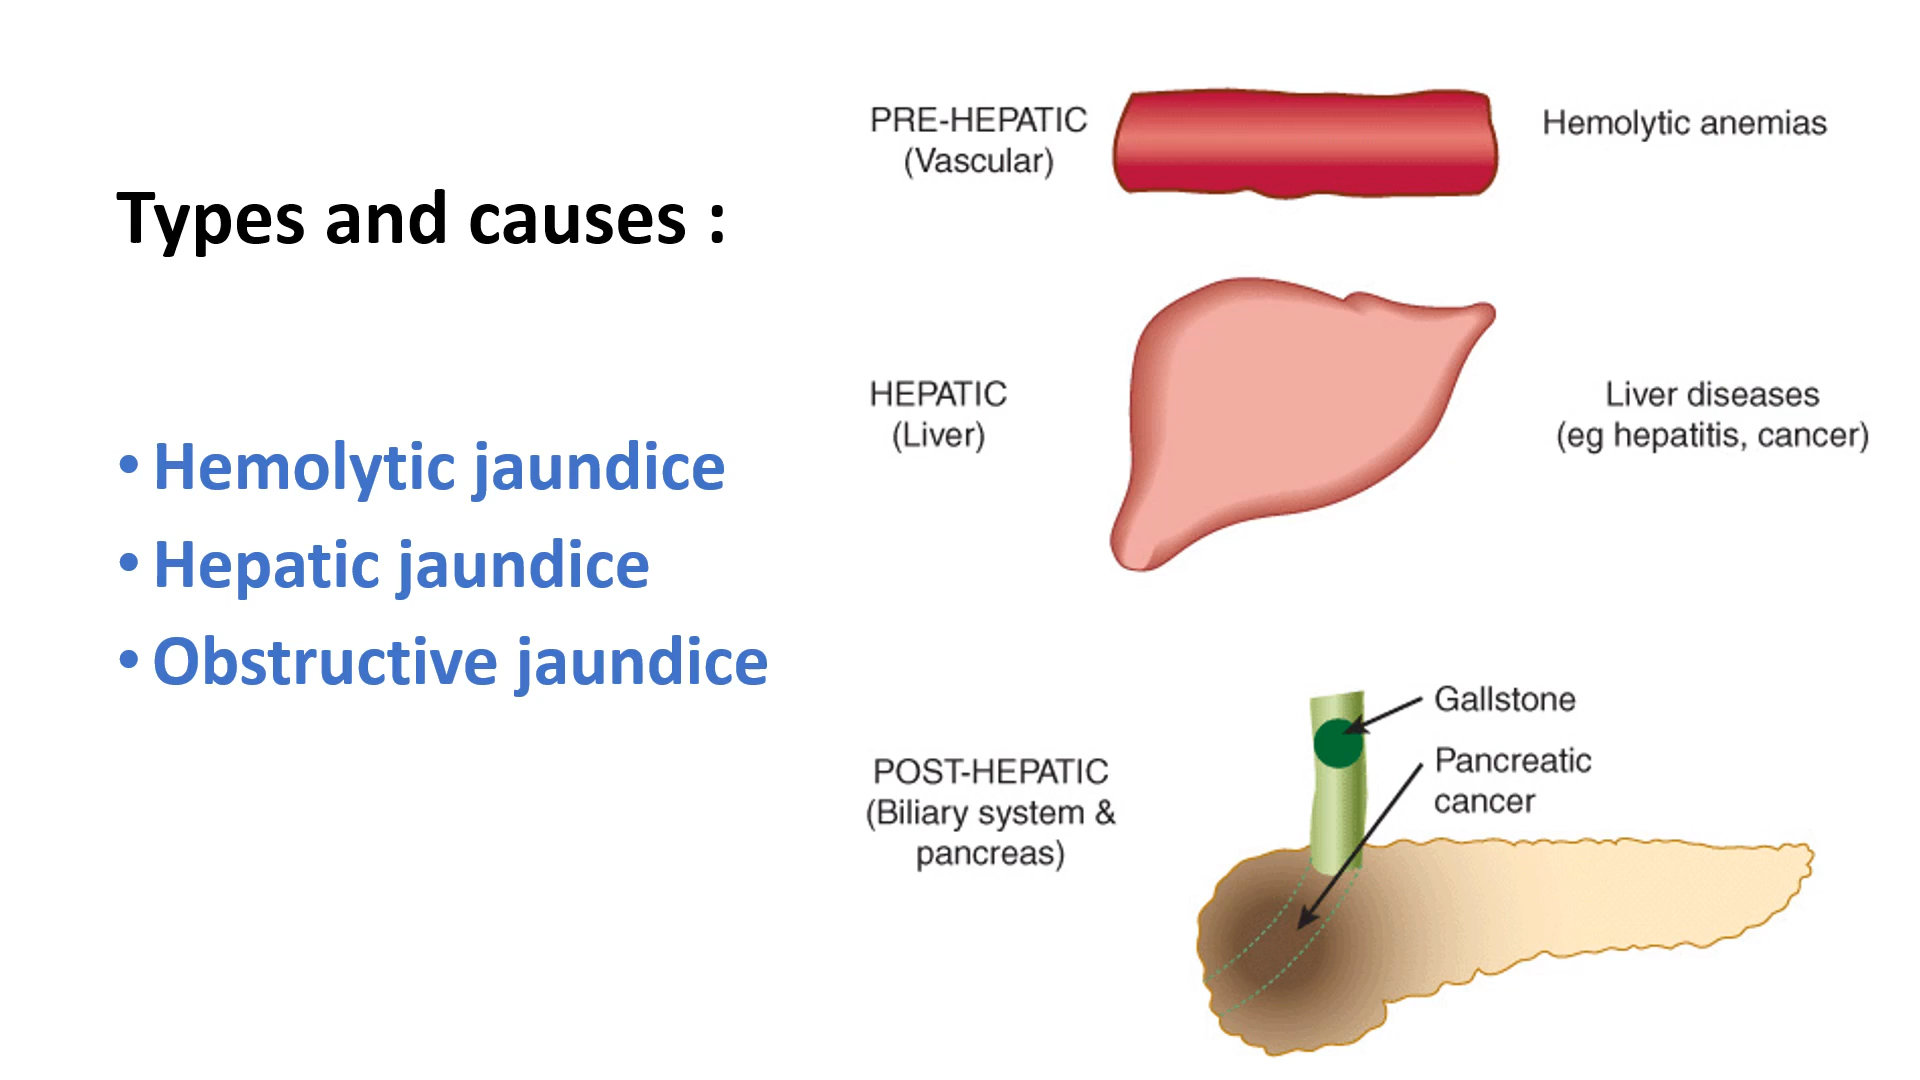 Types and causes :
• Hemolytic jaundice
• Hepatic jaundice
• Obstructive jaundice
PRE-HEPATIC
(Vascular)
Hemolytic anemias
HEPATIC
(Liver)
Liver diseases
(eg hepatitis, cancer)
POST-HEPATIC
(Biliary system &
pancreas)
Gallstone
Pancreatic
cancer